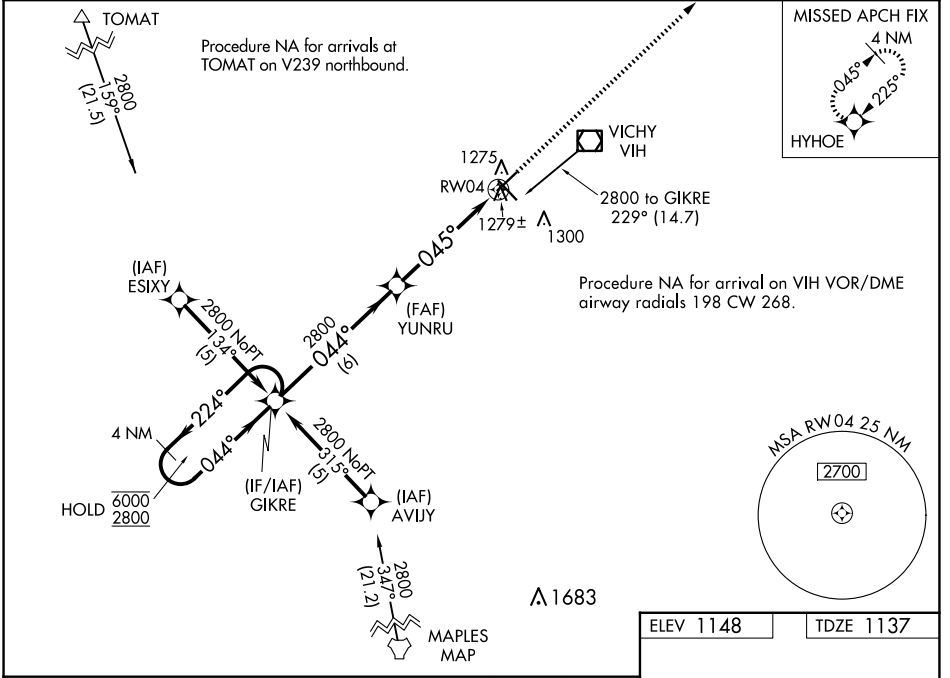 TOMAT
2800
159°
(21.5)
Procedure NA for arrivals at
TOMAT on V239 northbound.
MISSED APCH FIX
4 NM
045°
225°
HYHOE
VICHY
VIH
1275
RW04
1279±
1300
2800 to GIKRE
229° (14.7)
045°
(IAF)
ESIXY
2800 NoPT
134°
(5)
(FAF)
YUNRU
2800
044°
(6)
Procedure NA for arrival on VIH VOR/DME
airway radials 198 CW 268.
224°
4 NM
044°
HOLD
6000
2800
(IF/IAF)
GIKRE
2800 NoPT
315°
(5)
(IAF)
AVIJY
MSA RW04 25 NM
2700
2800
347°
(21.2)
MAPLES
MAP
1683
ELEV 1148
TDZE 1137